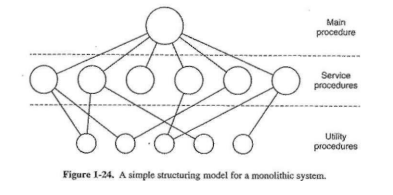 Main
procedure
Service
procedures
Utility
procedures
Figure 1-24. A simple structuring model for a monolithic system.